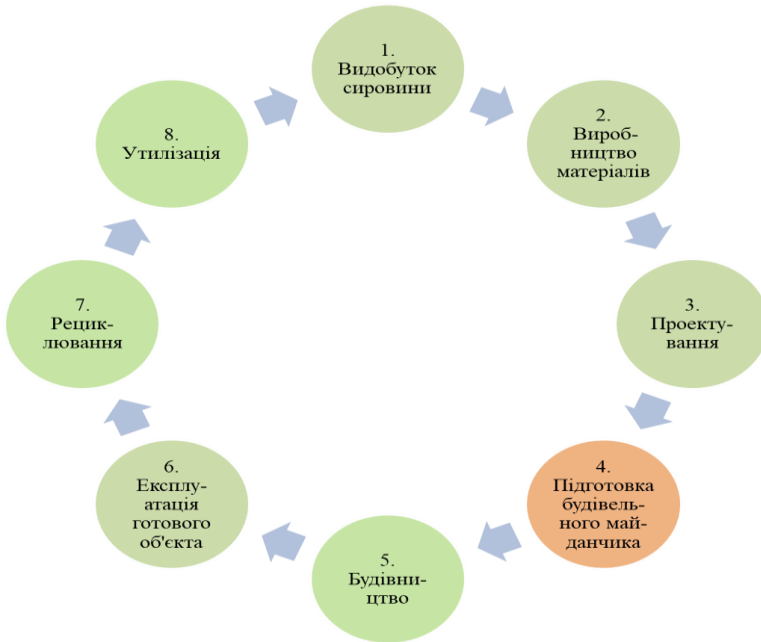 1.
Видобуток
сировини
2.
Вироб-
ництво
матеріалів
3.
Проекту-
вання
4.
Підготовка
будівель-
ного май-
данчика
5.
Будівни-
цтво
6.
Експлу-
атація
готового
об'єкта
7.
Рецик-
лювання
8.
Утилізація